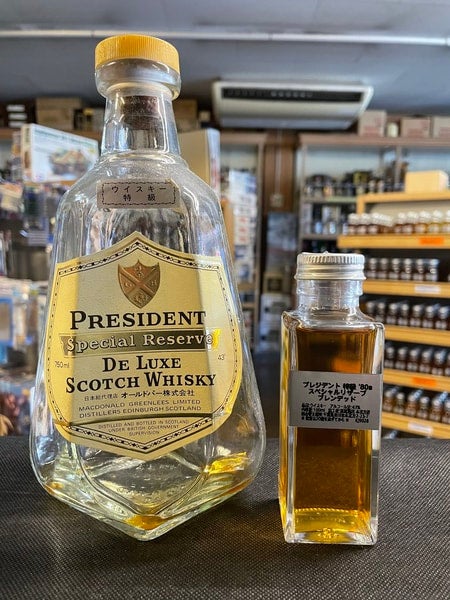 ウイスキー
特級
PRESIDENT
Special Reserve
750ml
43°
DE LUXE
SCOTCH WHISKY
日本総代理店 オールドパー株式会社
MACDONALD GREENLEES LIMITED
DISTILLERS EDINBURGH, SCOTLAND
DISTILLED AND BOTTLED IN SCOTLAND
UNDER BRITISH GOVERNMENT
SUPERVISION
プレジデント 特級 '80s
スペシャルリザーブ
ブレンデッド